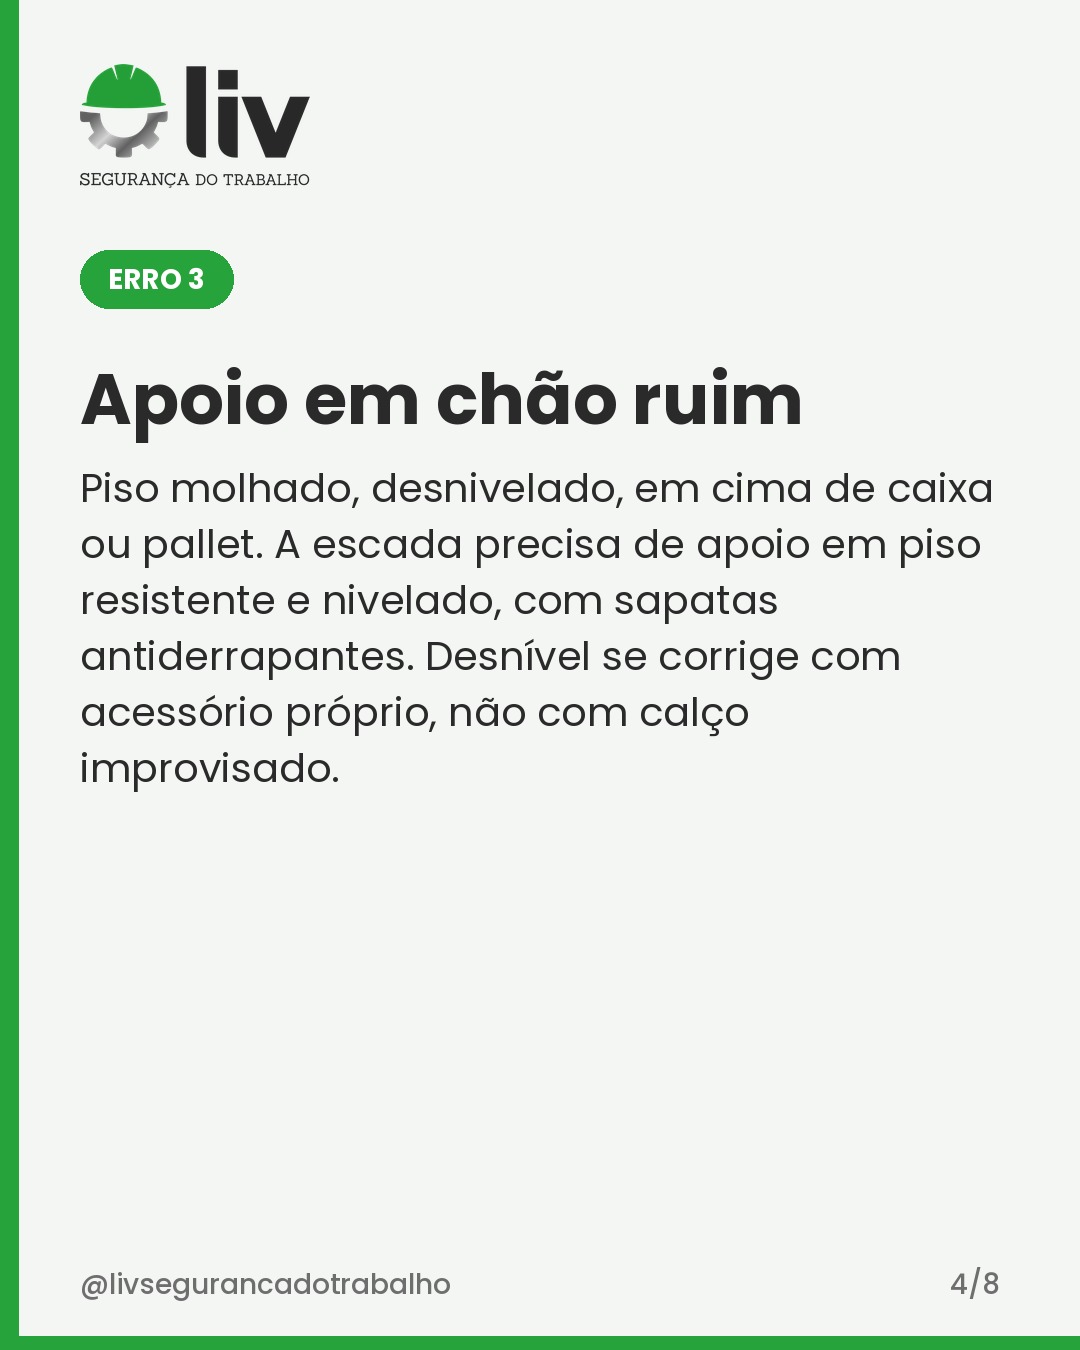 liv
SEGURANÇA DO TRABALHO
ERRO 3
Apoio em chão ruim
Piso molhado, desnivelado, em cima de caixa
ou pallet. A escada precisa de apoio em piso
resistente e nivelado, com sapatas
antiderrapantes. Desnível se corrige com
acessório próprio, não com calço
improvisado.
@livsegurancadotrabalho
4/8